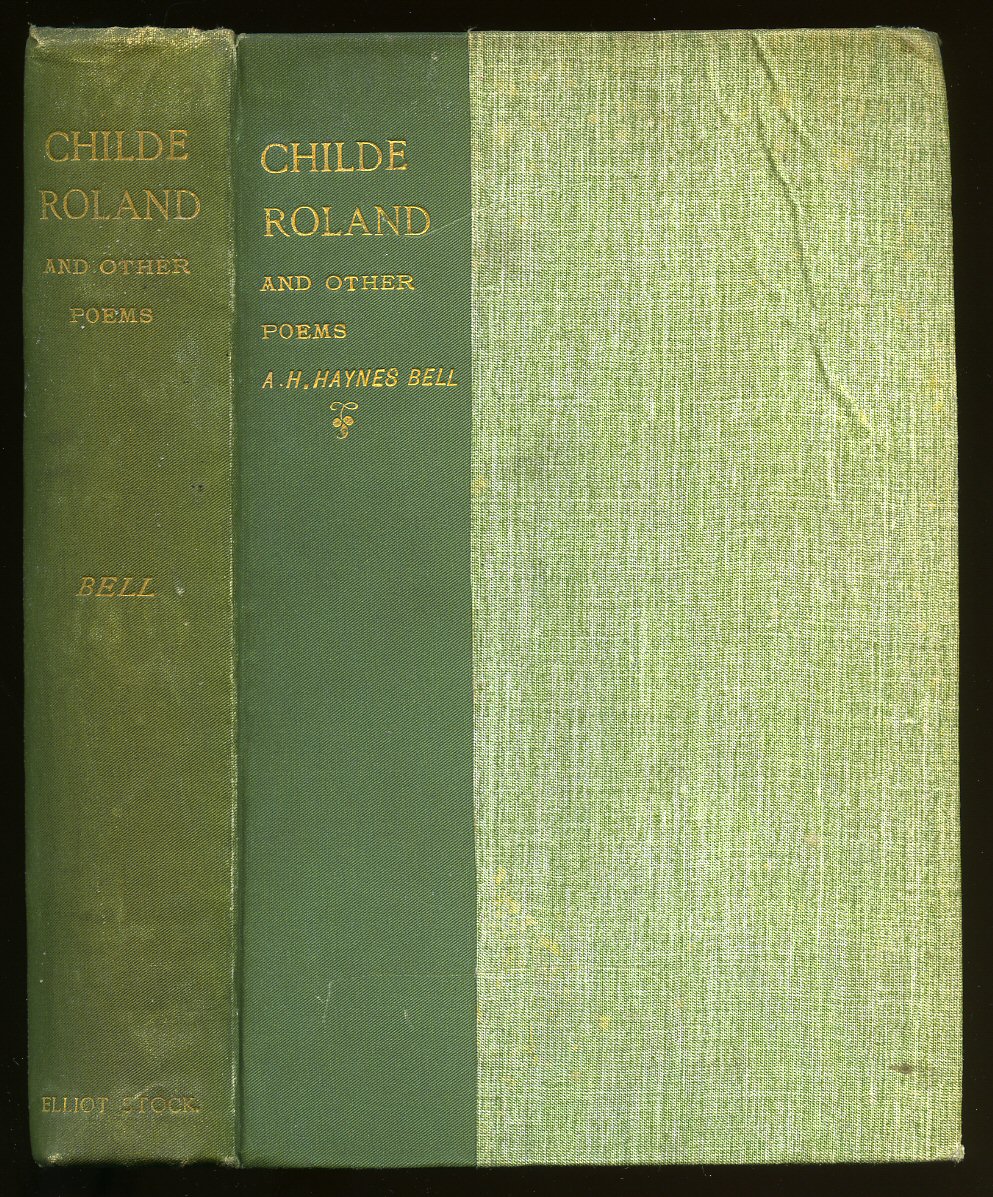 CHILDE
ROLAND
AND OTHER
POEMS
BELL
ELLIOT STOCK.
CHILDE
ROLAND
AND OTHER
POEMS
A.H. HAYNES BELL